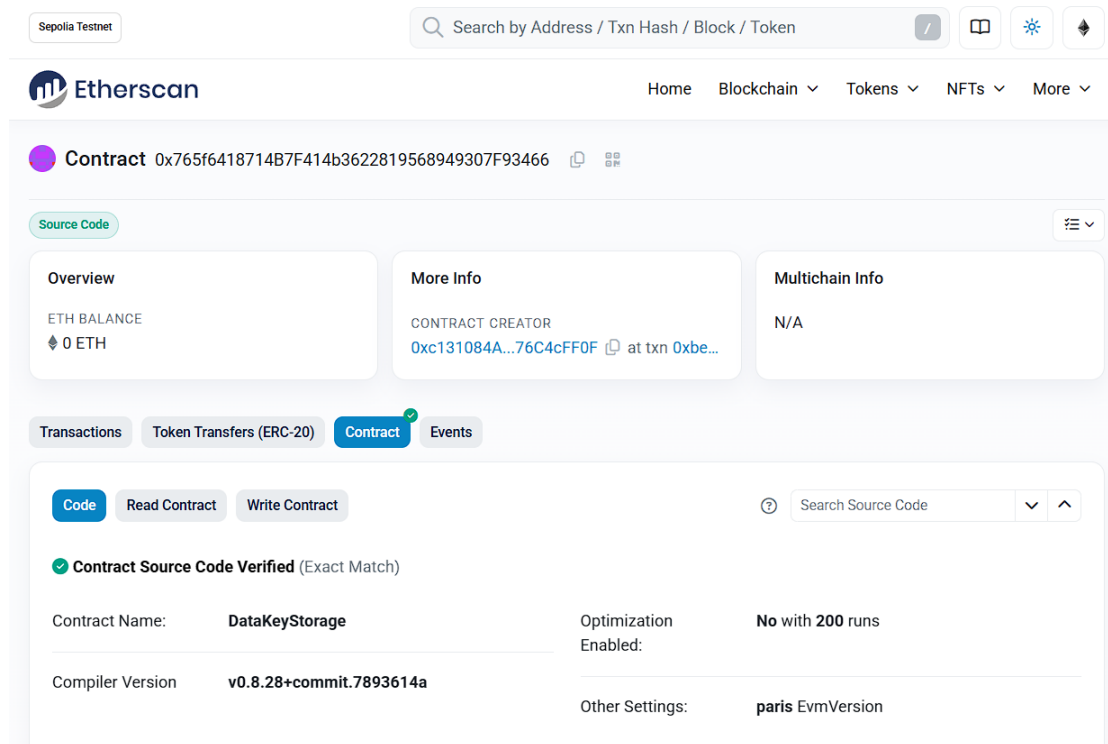 Sepolia Testnet
Search by Address / Txn Hash / Block / Token
/
Etherscan
Home Blockchain Tokens NFTs More
Contract 0x765f6418714B7F414b3622819568949307F93466
Source Code
Overview
ETH BALANCE
0 ETH
More Info
CONTRACT CREATOR
0xc131084A...76C4cFF0F at txn 0xbe...
Multichain Info
N/A
Transactions Token Transfers (ERC-20) Contract Events
Code Read Contract Write Contract
Search Source Code
Contract Source Code Verified (Exact Match)
Contract Name: DataKeyStorage
Compiler Version v0.8.28+commit.7893614a
Optimization
Enabled:
No with 200 runs
Other Settings: paris EvmVersion